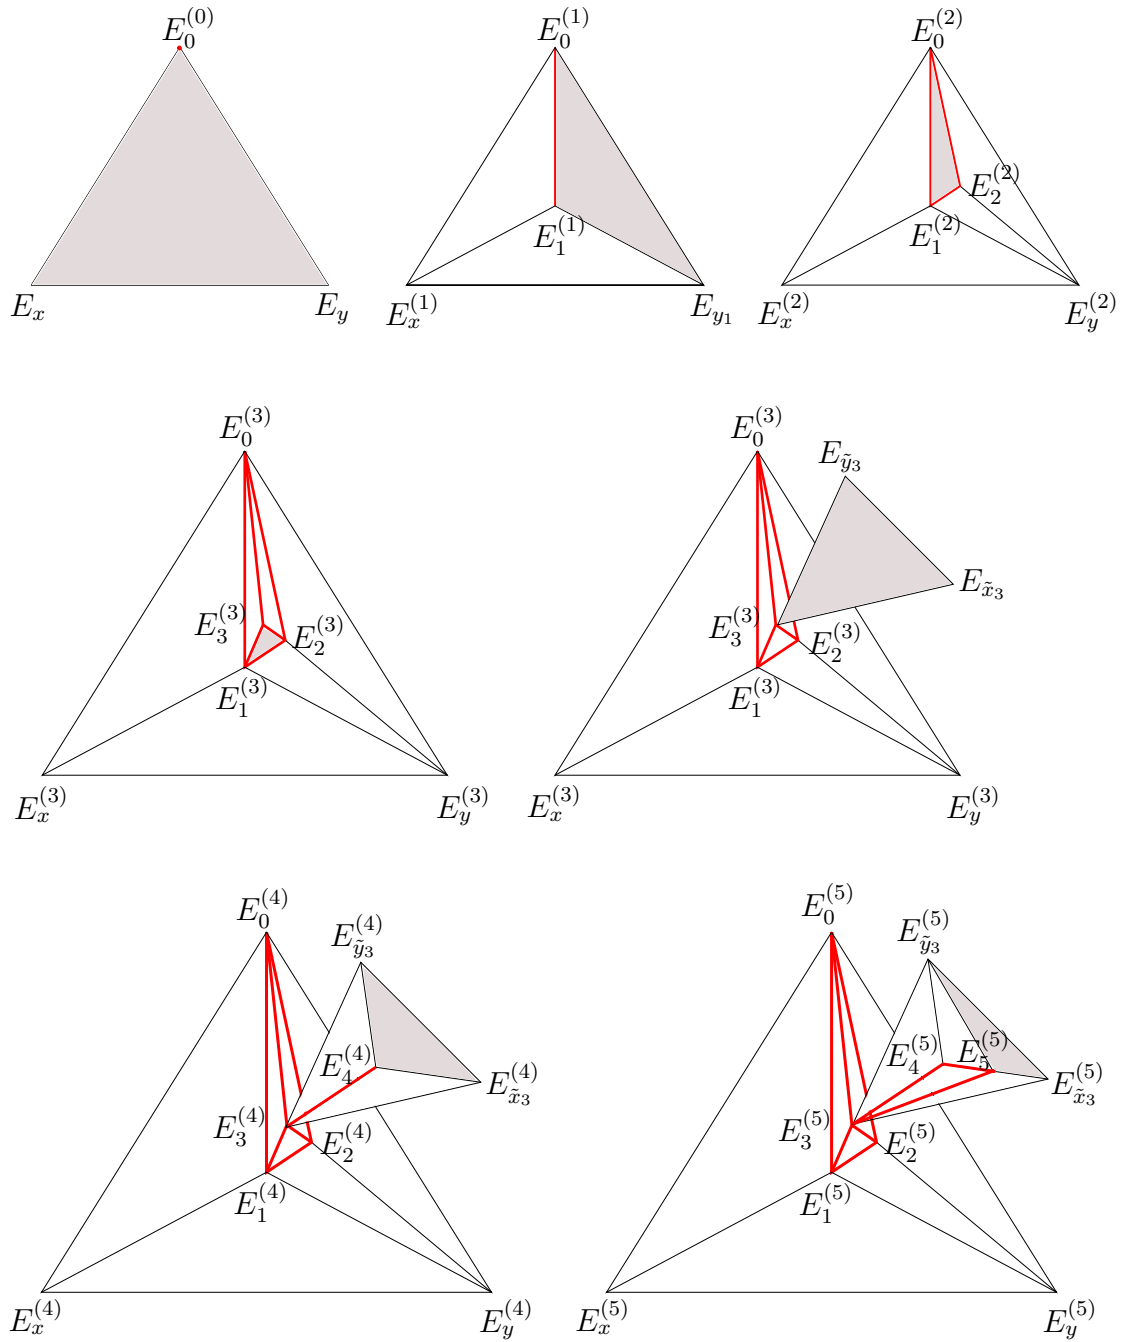 E_0^{(0)} E_0^{(1)} E_0^{(2)}
E_2^{(2)}
E_1^{(1)} E_1^{(2)}
E_x E_y E_x^{(1)} E_{y_1} E_x^{(2)} E_y^{(2)}
E_0^{(3)} E_0^{(3)} E_{\tilde{y}_3}
E_{\tilde{x}_3}
E_3^{(3)} E_2^{(3)} E_3^{(3)} E_2^{(3)}
E_1^{(3)} E_1^{(3)}
E_x^{(3)} E_y^{(3)} E_x^{(3)} E_y^{(3)}
E_0^{(4)} E_{\tilde{y}_3}^{(4)} E_0^{(5)} E_{\tilde{y}_3}^{(5)}
E_4^{(4)} E_{\tilde{x}_3}^{(4)} E_4^{(5)} E_5^{(5)} E_{\tilde{x}_3}^{(5)}
E_3^{(4)} E_2^{(4)} E_3^{(5)} E_2^{(5)}
E_1^{(4)} E_1^{(5)}
E_x^{(4)} E_y^{(4)} E_x^{(5)} E_y^{(5)}